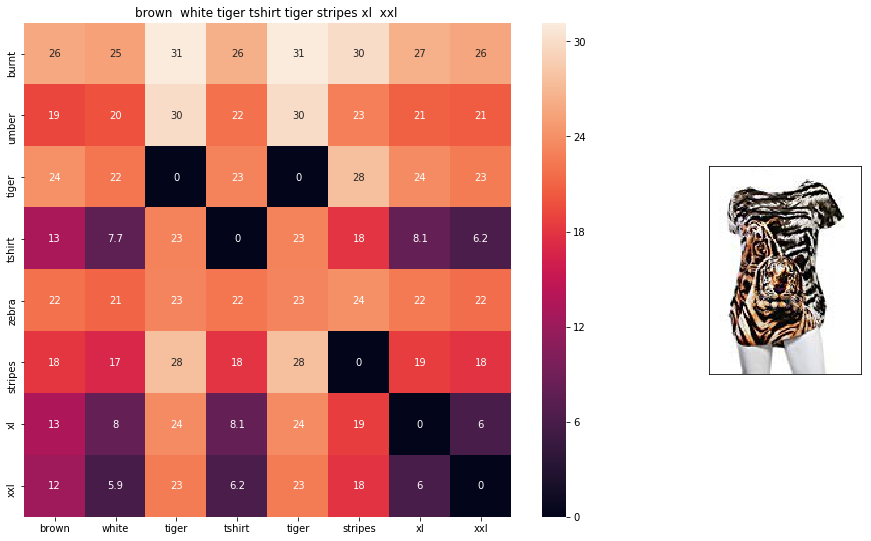 brown  white tiger tshirt tiger stripes xl  xxl
burnt 26 25 31 26 31 30 27 26
umber 19 20 30 22 30 23 21 21
tiger 24 22 0 23 0 28 24 23
tshirt 13 7.7 23 0 23 18 8.1 6.2
zebra 22 21 23 22 23 24 22 22
stripes 18 17 28 18 28 0 19 18
xl 13 8 24 8.1 24 19 0 6
xxl 12 5.9 23 6.2 23 18 6 0
brown white tiger tshirt tiger stripes xl xxl
30
24
18
12
6
0